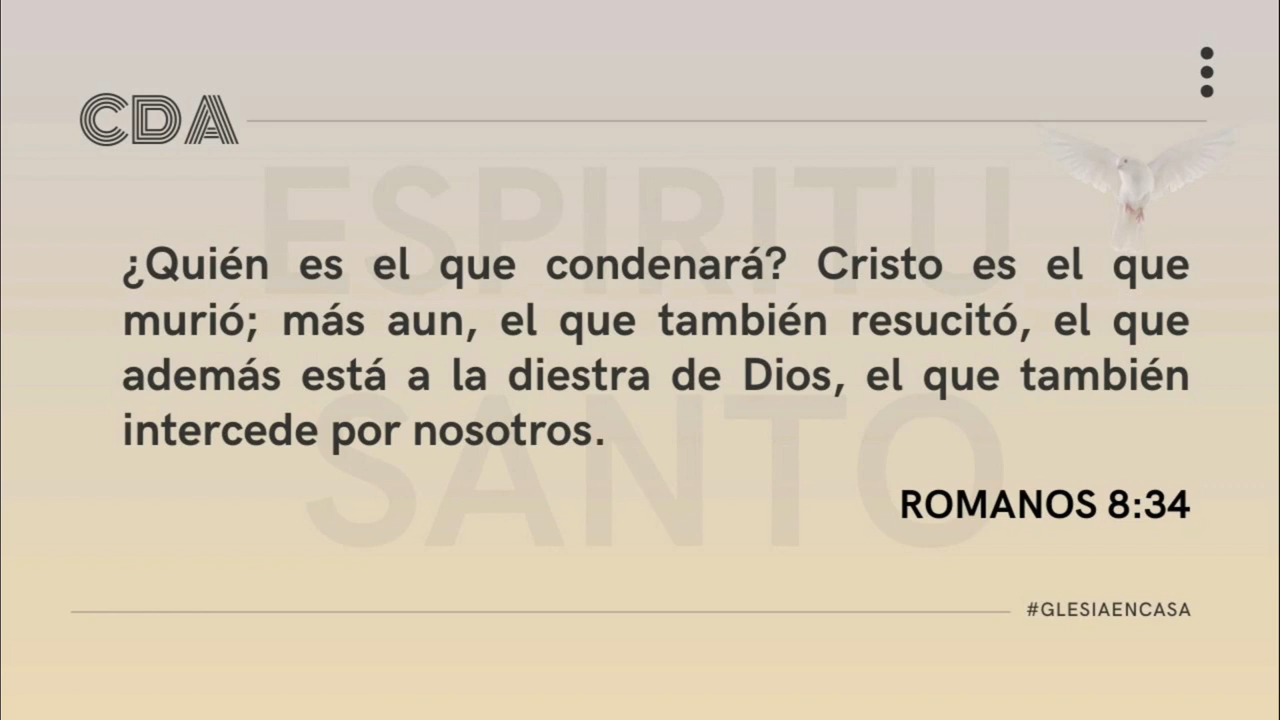 CDA
ESPIRITU
¿Quién es el que condenará? Cristo es el que
murió; más aun, el que también resucitó, el que
además está a la diestra de Dios, el que también
intercede por nosotros.
SANTO
ROMANOS 8:34
#GLESIAENCASA